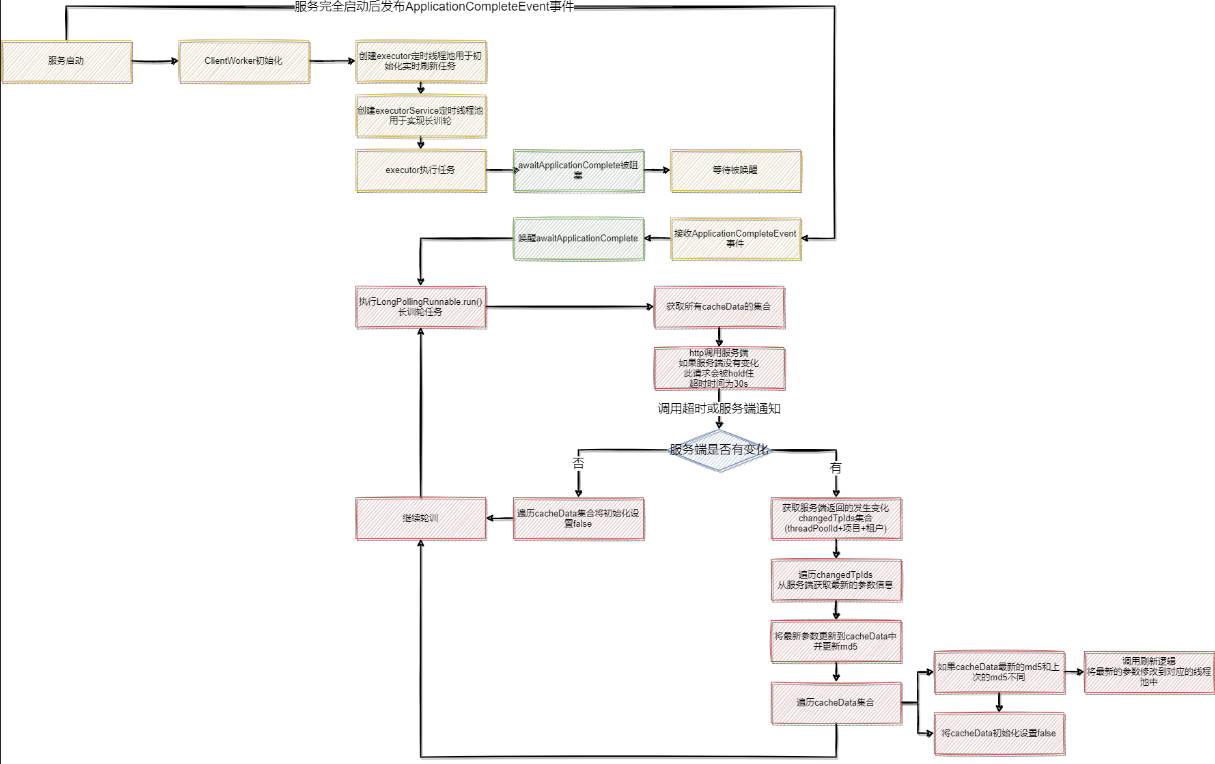 服务完全启动后发布ApplicationCompleteEvent事件
服务启动
ClientWorker初始化
创建executor定时线程池用于初
始化实时刷新任务
创建executorService定时线程池
用于实现长训轮
executor执行任务
awaitApplicationComplete被阻
塞
等待被唤醒
唤醒awaitApplicationComplete
接收ApplicationCompleteEvent
事件
执行LongPollingRunnable.run()
长训轮任务
获取所有cacheData的集合
http调用服务端
如果服务端没有变化
此请求会被hold住
超时时间为30s
调用超时或服务端通知
服务端是否有变化
否
有
继续轮训
遍历cacheData集合将初始化设
置false
获取服务端返回的发生变化
changedTpIds集合
(threadPoolId+项目+租户)
遍历changedTpIds
从服务端获取最新的参数信息
将最新参数更新到cacheData中
并更新md5
遍历cacheData集合
如果cacheData最新的md5和上
次的md5不同
调用刷新逻辑
将最新的参数修改到对应的线程
池中
将cacheData初始化设置false